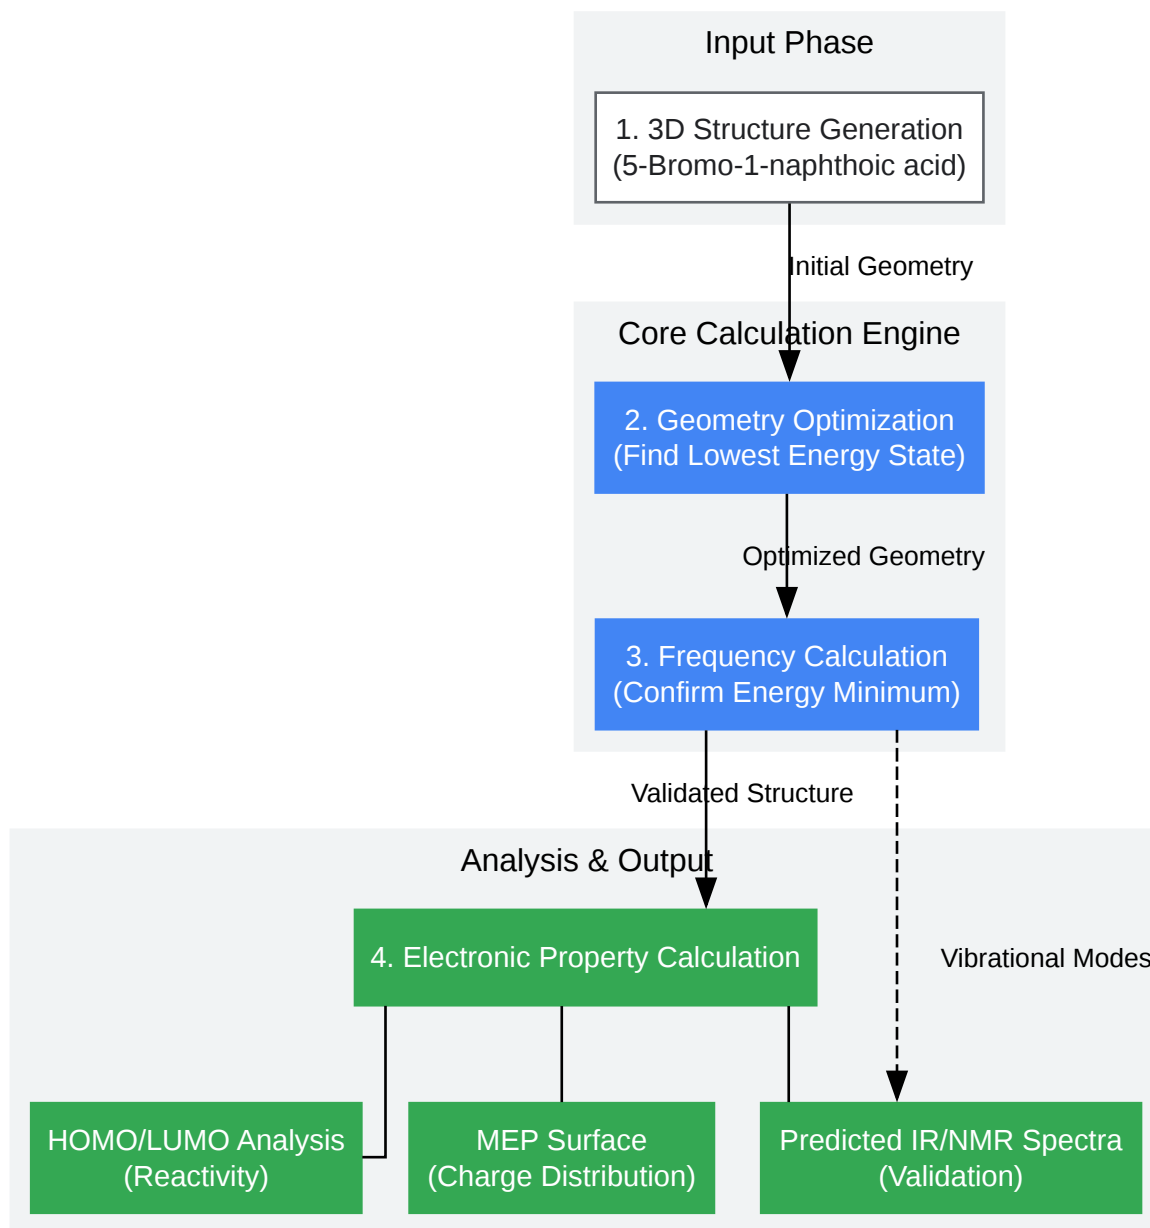 Input Phase
1. 3D Structure Generation
(5-Bromo-1-naphthoic acid)
Initial Geometry
Core Calculation Engine
2. Geometry Optimization
(Find Lowest Energy State)
Optimized Geometry
3. Frequency Calculation
(Confirm Energy Minimum)
Validated Structure
Analysis & Output
4. Electronic Property Calculation
Vibrational Modes
HOMO/LUMO Analysis
(Reactivity)
MEP Surface
(Charge Distribution)
Predicted IR/NMR Spectra
(Validation)